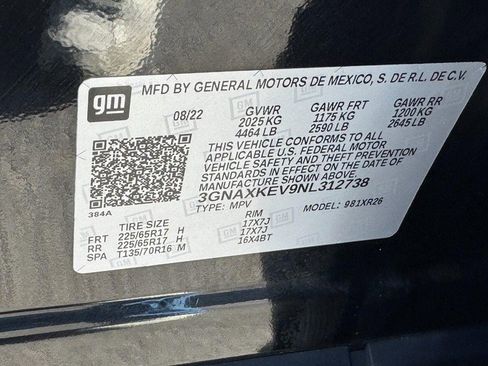 gm
MFD BY GENERAL MOTORS DE MEXICO, S. DE R.L. DE C.V.
08/22 GVWR GAWR FRT GAWR RR
2025 KG 1175 KG 1200 KG
4464 LB 2590 LB 2645 LB
THIS VEHICLE CONFORMS TO ALL
APPLICABLE U.S. FEDERAL MOTOR
VEHICLE SAFETY AND THEFT PREVENTION
STANDARDS IN EFFECT ON THE DATE OF
MANUFACTURE SHOWN ABOVE.
3GNAXKEV9NL312738
384A TYPE: MPV MODEL: 981XR26
TIRE SIZE RIM
FRT 225/65R17 H 17X7J
RR 225/65R17 H 17X7J
SPA T135/70R16 M 16X4BT